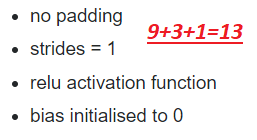 • no padding
9+3+1=13
• strides = 1
• relu activation function
• bias initialised to 0